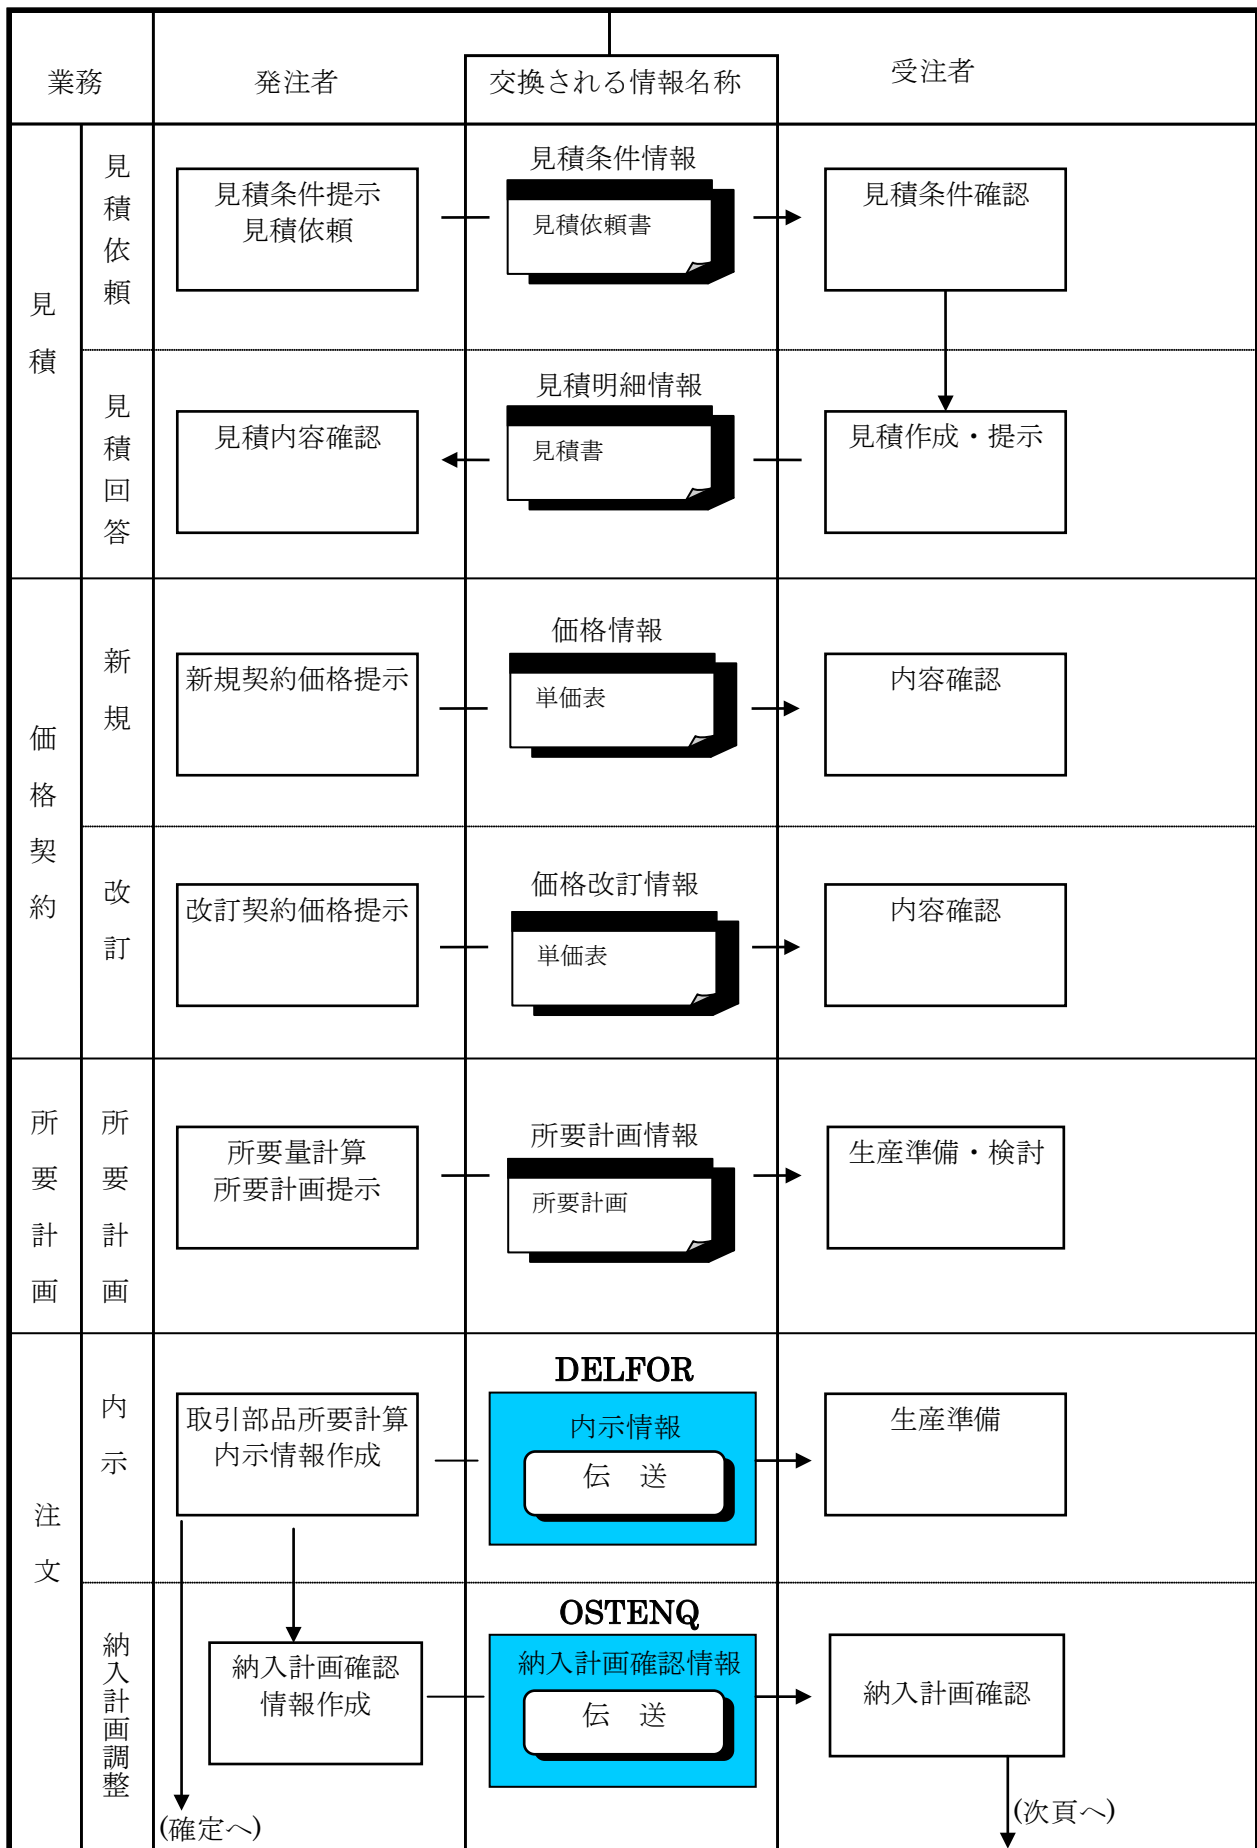 業務
発注者
交換される情報名称
受注者
見積
見積依頼
見積条件提示
見積依頼
見積条件情報
見積依頼書
見積条件確認
見積回答
見積内容確認
見積明細情報
見積書
見積作成・提示
価格契約
新規
新規契約価格提示
価格情報
単価表
内容確認
改訂
改訂契約価格提示
価格改訂情報
単価表
内容確認
所要計画
所要計画
所要量計算
所要計画提示
所要計画情報
所要計画
生産準備・検討
注文
内示
取引部品所要計算
内示情報作成
DELFOR
内示情報
伝 送
生産準備
納入計画調整
納入計画確認
情報作成
OSTENQ
納入計画確認情報
伝 送
納入計画確認
(確定へ)
(次頁へ)